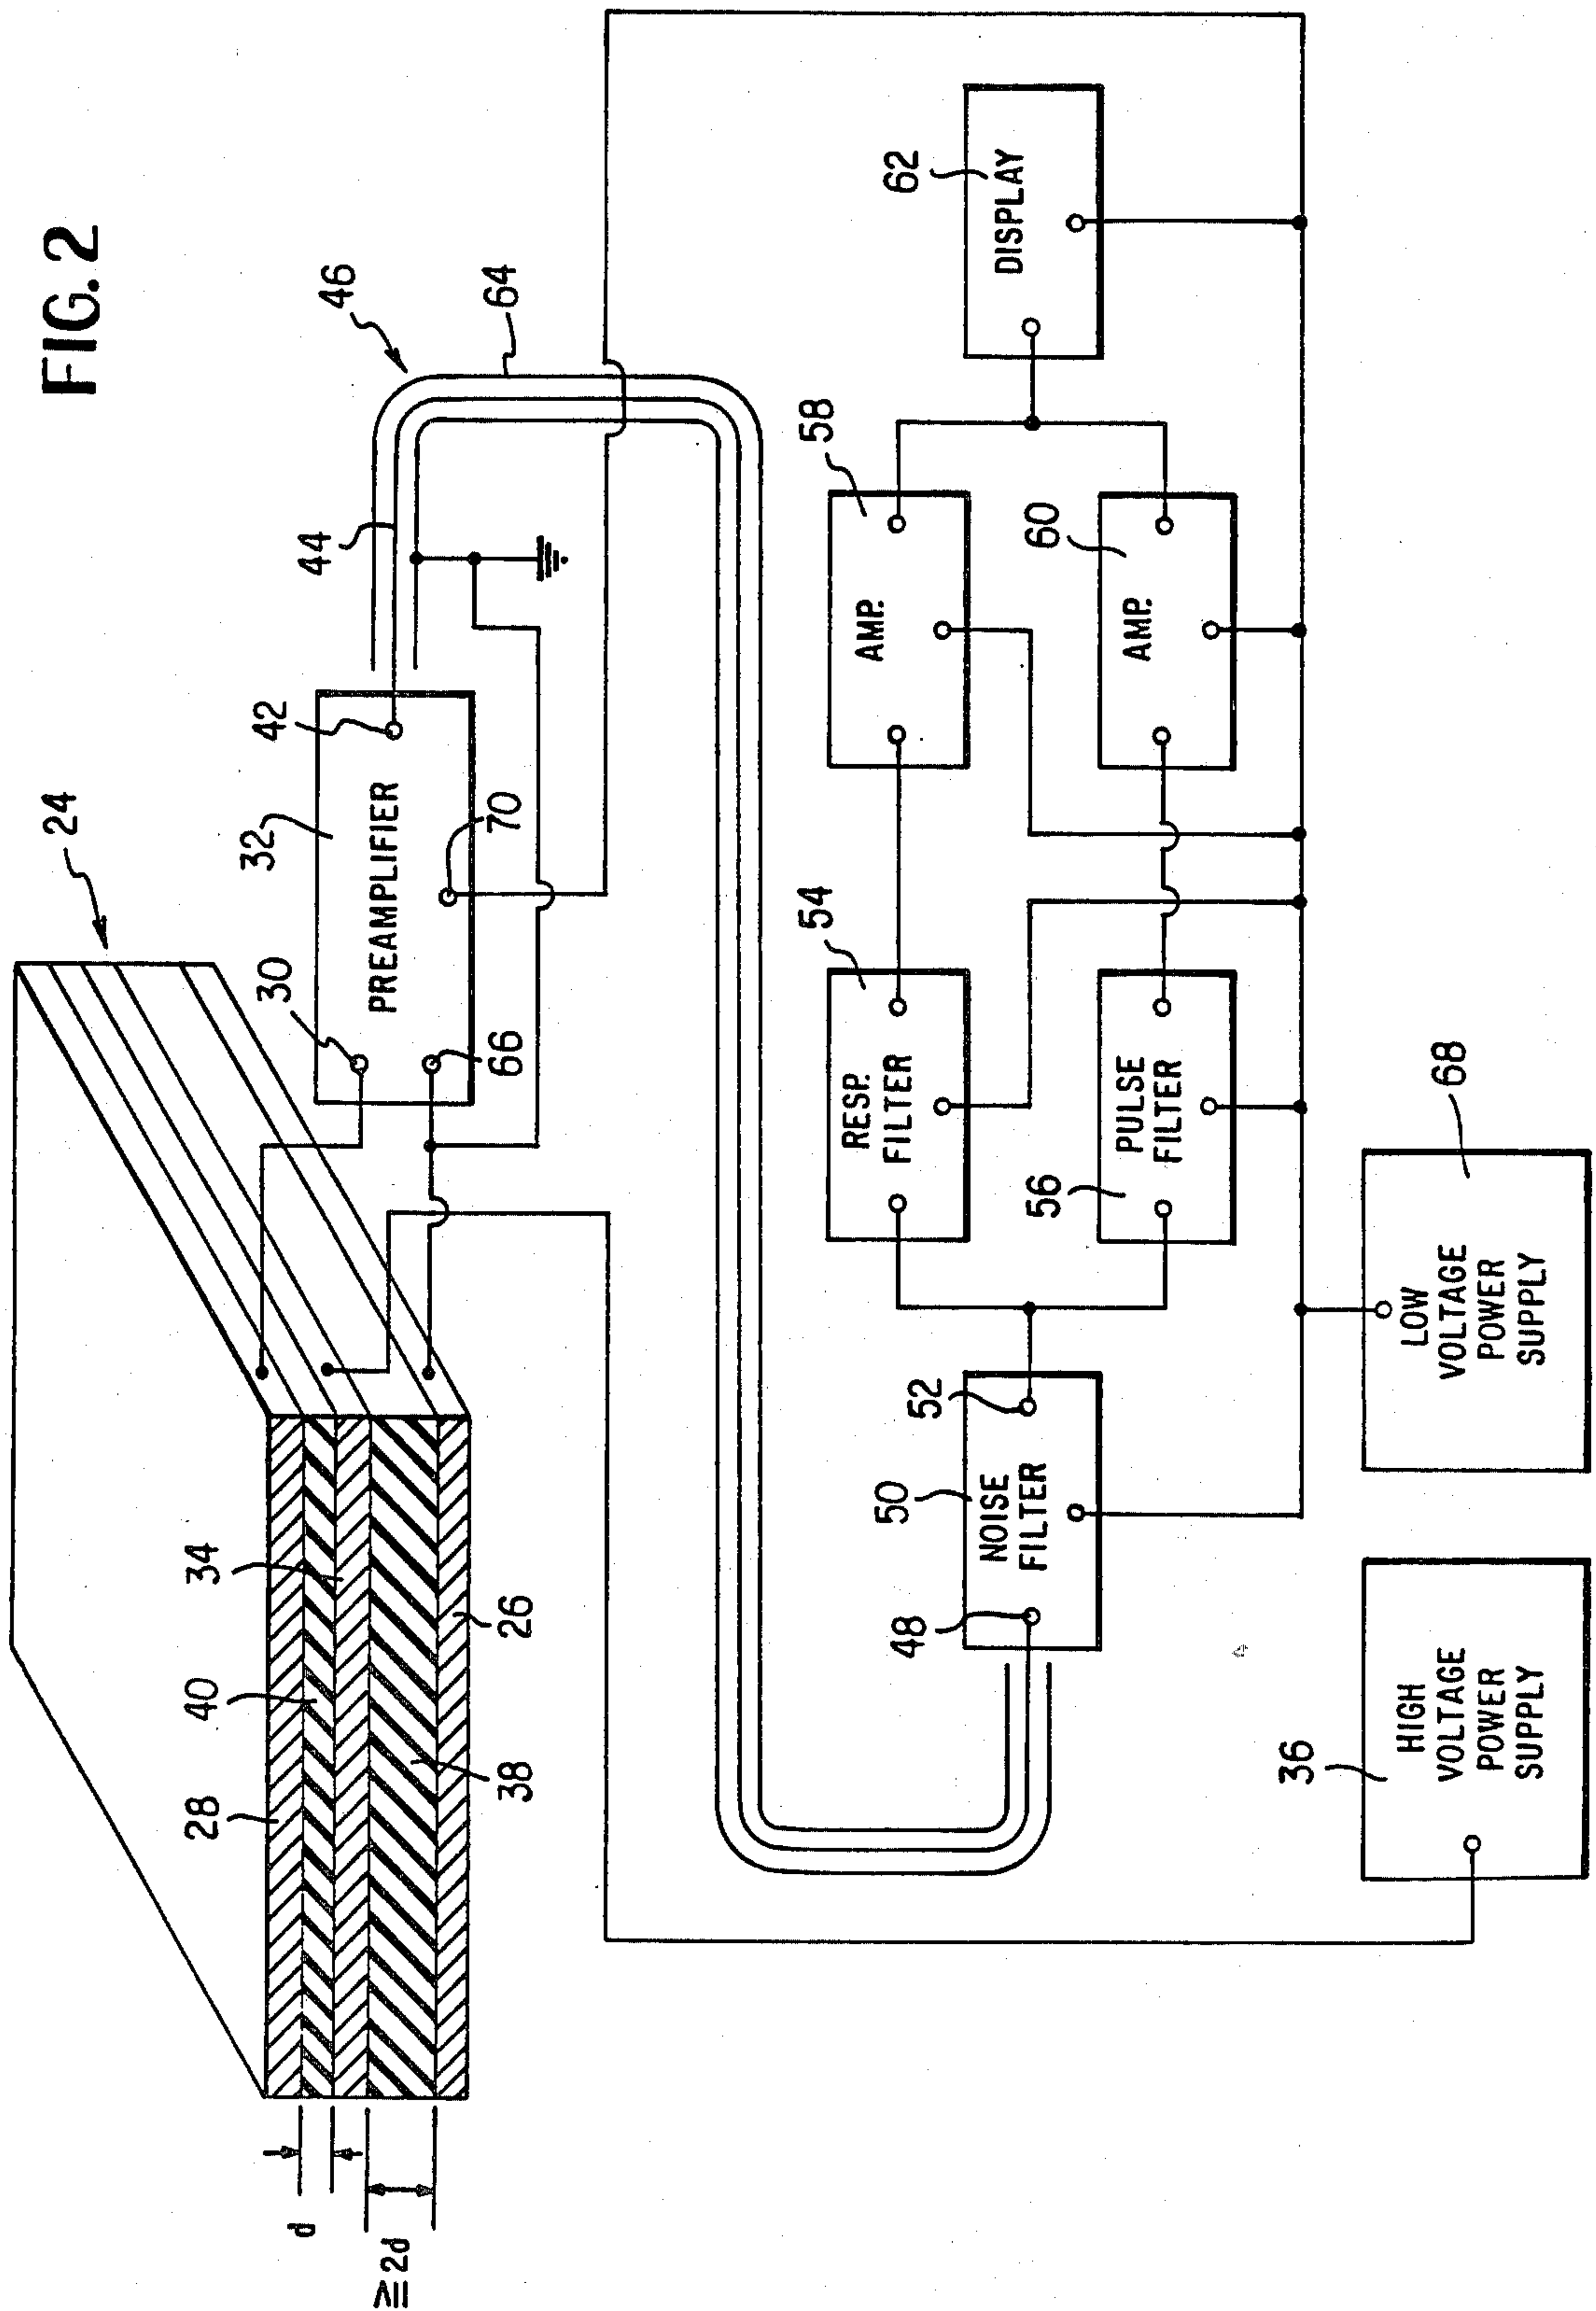 FIG. 2
24
46
64
44
42
32
PREAMPLIFIER
30
70
66
34
40
28
26
38
d
≧2d
62
DISPLAY
58
AMP.
60
AMP.
54
RESP.
FILTER
56
PULSE
FILTER
52
50
NOISE
FILTER
48
68
LOW
VOLTAGE
POWER
SUPPLY
36
HIGH
VOLTAGE
POWER
SUPPLY